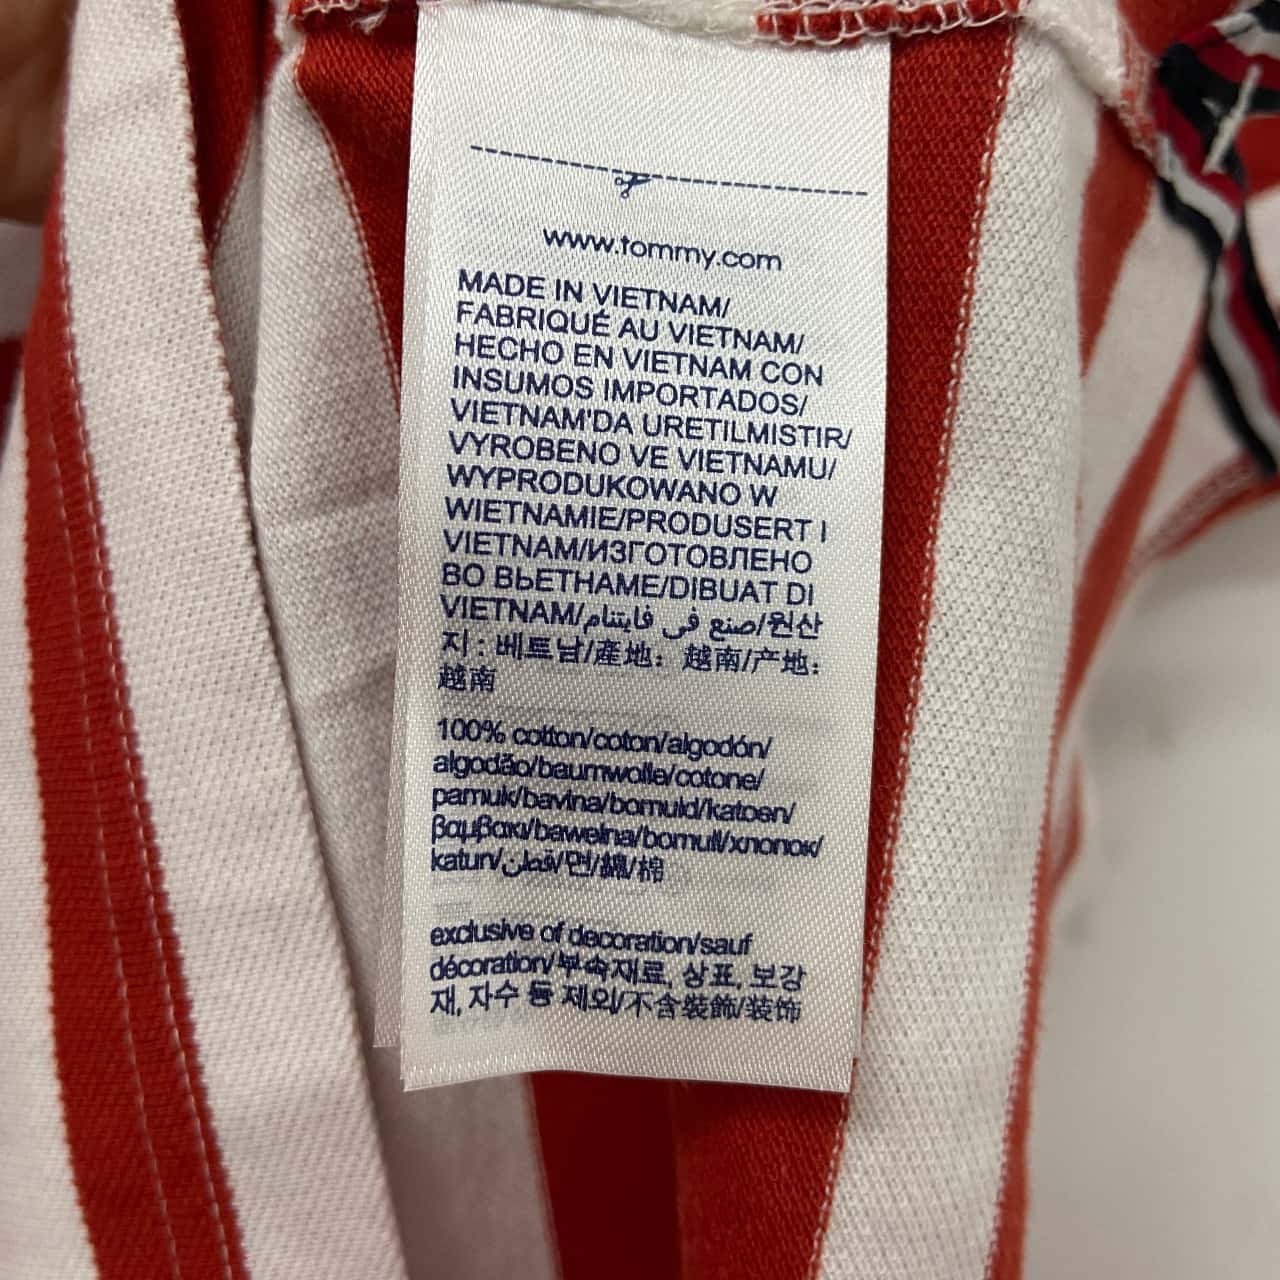 www.tommy.com
MADE IN VIETNAM/
FABRIQUÉ AU VIETNAM/
HECHO EN VIETNAM CON
INSUMOS IMPORTADOS/
VIETNAM'DA URETILMISTIR/
VYROBENO VE VIETNAMU/
WYPRODUKOWANO W
WIETNAMIE/PRODUSERT I
VIETNAM/ИЗГОТОВЛЕНО
ВО ВЬЕТНАМЕ/DIBUAT DI
VIETNAM/صنع في فايتنام/원산
지 : 베트남/產地：越南/产地：
越南
100% cotton/coton/algodón/
algodão/baumwolle/cotone/
pamuk/bavlna/bomuld/katoen/
βαμβακι/bawelna/bomull/хлопок/
katun/قطن/면/綿/棉
exclusive of decoration/sauf
décoration/부속재료, 상표, 보강
재, 자수 등 제외/不含裝飾/装饰